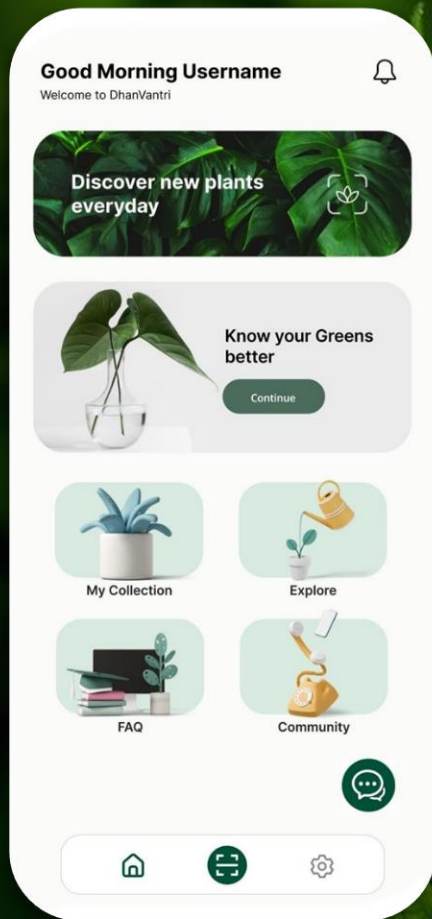 Good Morning Username
Welcome to DhanVantri
Discover new plants
everyday
Know your Greens
better
Continue
My Collection
Explore
FAQ
Community